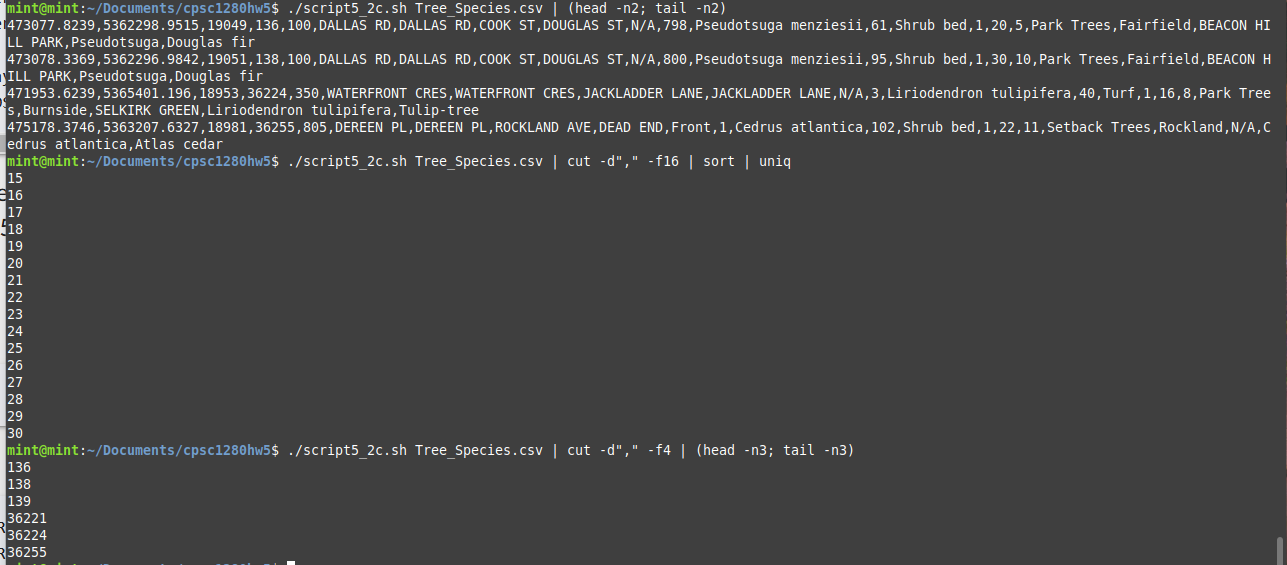 mint@mint:~/Documents/cpsc1280hw5$ ./script5_2c.sh Tree_Species.csv | (head -n2; tail -n2)
473077.8239,5362298.9515,19049,136,100,DALLAS RD,DALLAS RD,COOK ST,DOUGLAS ST,N/A,798,Pseudotsuga menziesii,61,Shrub bed,1,20,5,Park Trees,Fairfield,BEACON HI
LL PARK,Pseudotsuga,Douglas fir
473078.3369,5362296.9842,19051,138,100,DALLAS RD,DALLAS RD,COOK ST,DOUGLAS ST,N/A,800,Pseudotsuga menziesii,95,Shrub bed,1,30,10,Park Trees,Fairfield,BEACON H
ILL PARK,Pseudotsuga,Douglas fir
471953.6239,5365401.196,18953,36224,350,WATERFRONT CRES,WATERFRONT CRES,JACKLADDER LANE,JACKLADDER LANE,N/A,3,Liriodendron tulipifera,40,Turf,1,16,8,Park Tree
s,Burnside,SELKIRK GREEN,Liriodendron tulipifera,Tulip-tree
475178.3746,5363207.6327,18981,36255,805,DEREEN PL,DEREEN PL,ROCKLAND AVE,DEAD END,Front,1,Cedrus atlantica,102,Shrub bed,1,22,11,Setback Trees,Rockland,N/A,C
edrus atlantica,Atlas cedar
mint@mint:~/Documents/cpsc1280hw5$ ./script5_2c.sh Tree_Species.csv | cut -d"," -f16 | sort | uniq
15
16
17
18
19
20
21
22
23
24
25
26
27
28
29
30
mint@mint:~/Documents/cpsc1280hw5$ ./script5_2c.sh Tree_Species.csv | cut -d"," -f4 | (head -n3; tail -n3)
136
138
139
36221
36224
36255